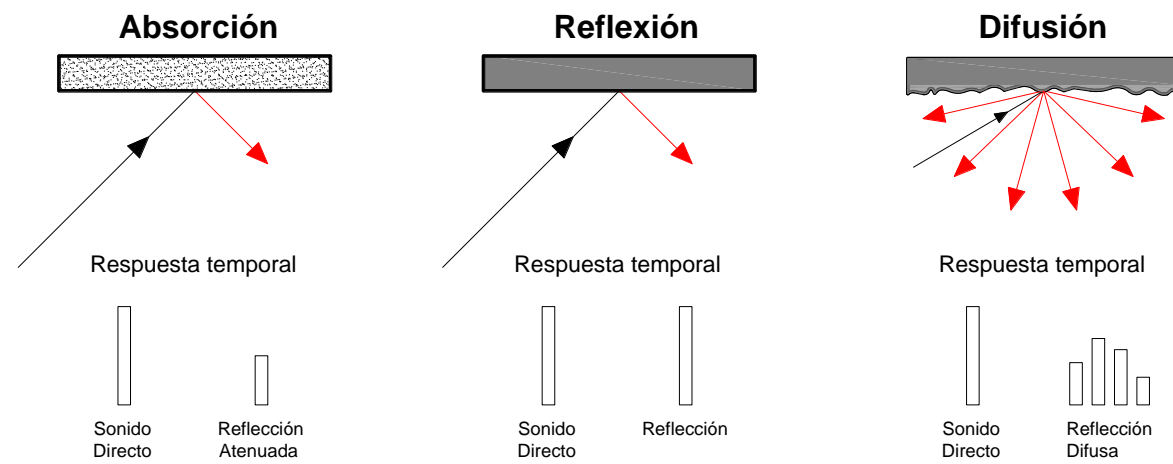 Absorción
Reflexión
Difusión
Respuesta temporal
Respuesta temporal
Respuesta temporal
Sonido
Directo
Reflección
Atenuada
Sonido
Directo
Reflección
Sonido
Directo
Reflección
Difusa